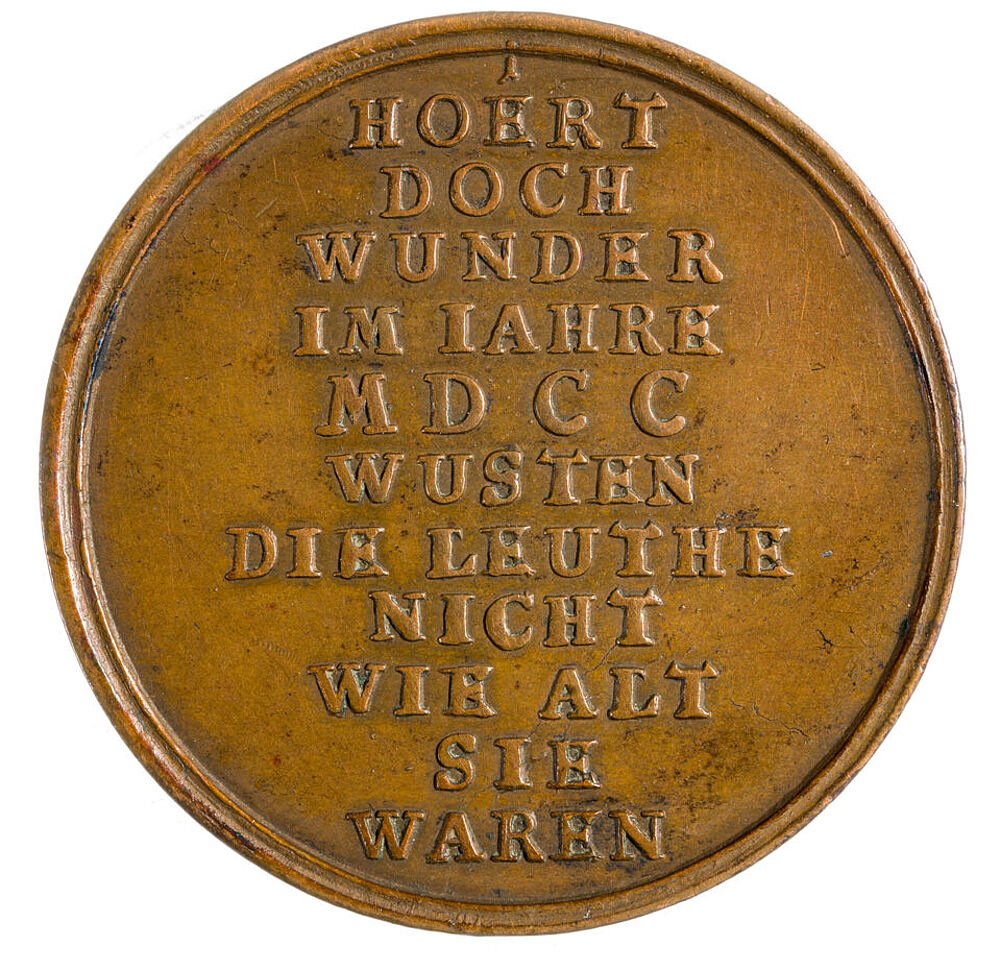 HOERT
DOCH
WUNDER
IM IAHRE
MDCC
WUSTEN
DIE LEUTHE
NICHT
WIE ALT
SIE
WAREN